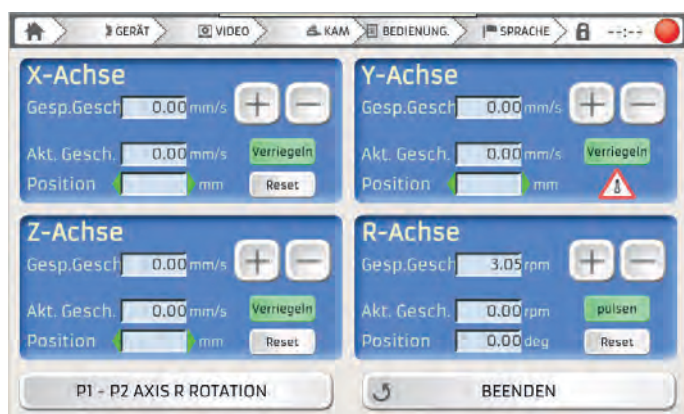 GERÄT VIDEO KAM BEDIENUNG. SPRACHE --:--
X-Achse
Gesp.Gesch 0.00 mm/s + −
Akt. Gesch. 0.00 mm/s Verriegeln
Position mm Reset
Y-Achse
Gesp.Gesch 0.00 mm/s + −
Akt. Gesch. 0.00 mm/s Verriegeln
Position mm
Z-Achse
Gesp.Gesch 0.00 mm/s + −
Akt. Gesch. 0.00 mm/s Verriegeln
Position mm Reset
R-Achse
Gesp.Gesch 3.05 rpm + −
Akt. Gesch. 0.00 rpm pulsen
Position 0.00 deg Reset
P1 - P2 AXIS R ROTATION
BEENDEN